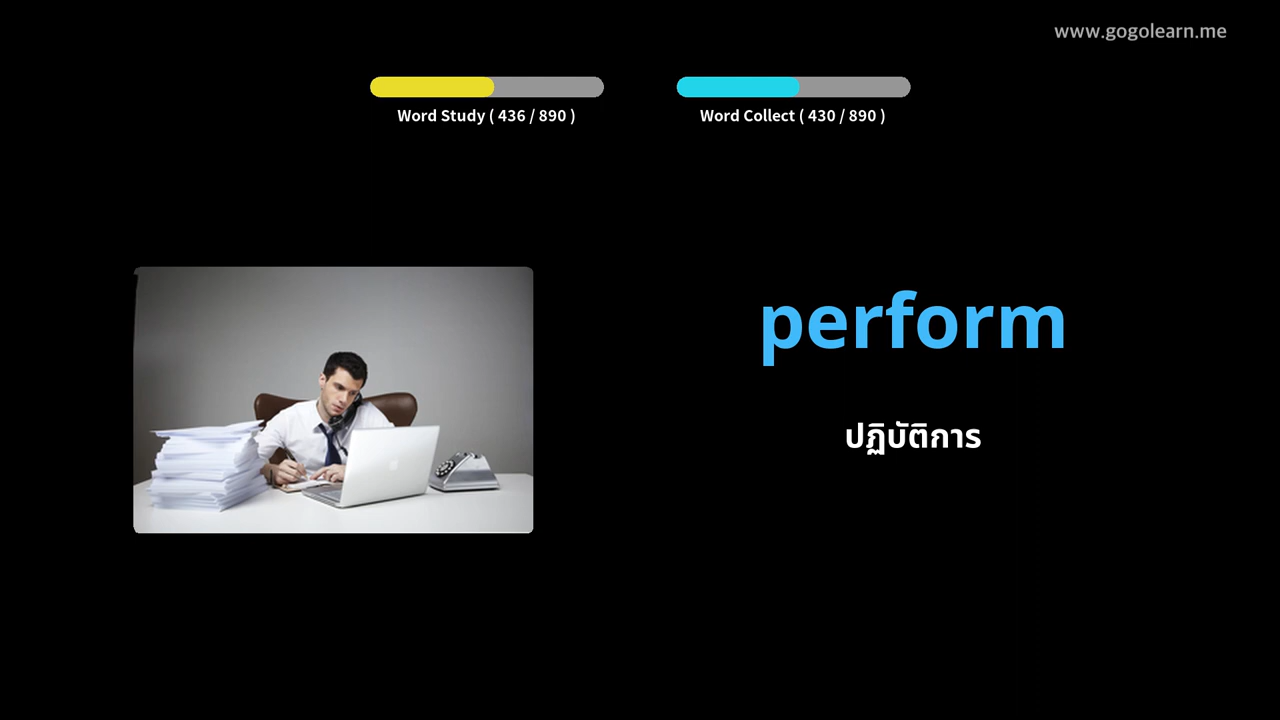 www.gogolearn.me
Word Study ( 436 / 890 )
Word Collect ( 430 / 890 )
perform
ปฏิบัติการ